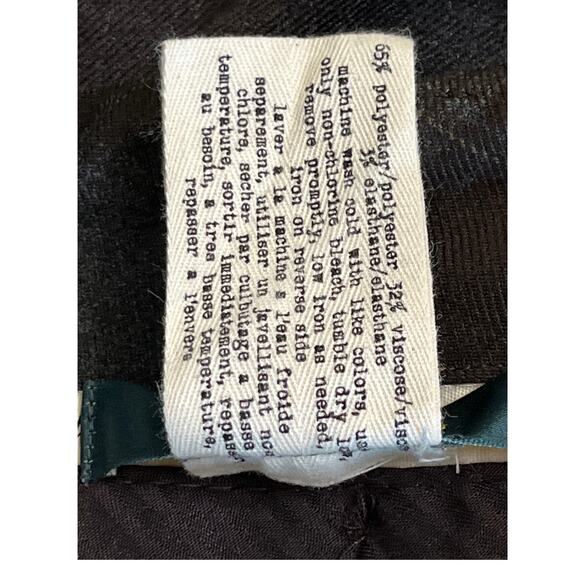 65% polyester/polyester 32% viscose/visco
3% elasthane/elasthane
machine wash cold with like colors, use
only non-chlorine bleach, tumble dry low,
remove promptly, low iron as needed,
iron on reverse side
laver a la machine s l'eau froide
separement, utiliser un javellisant non
chlore, secher par culbutage a basse
temperature, sortir immediatement, repasser
au besoin, a tres basse temperature,
repasser a l'envers